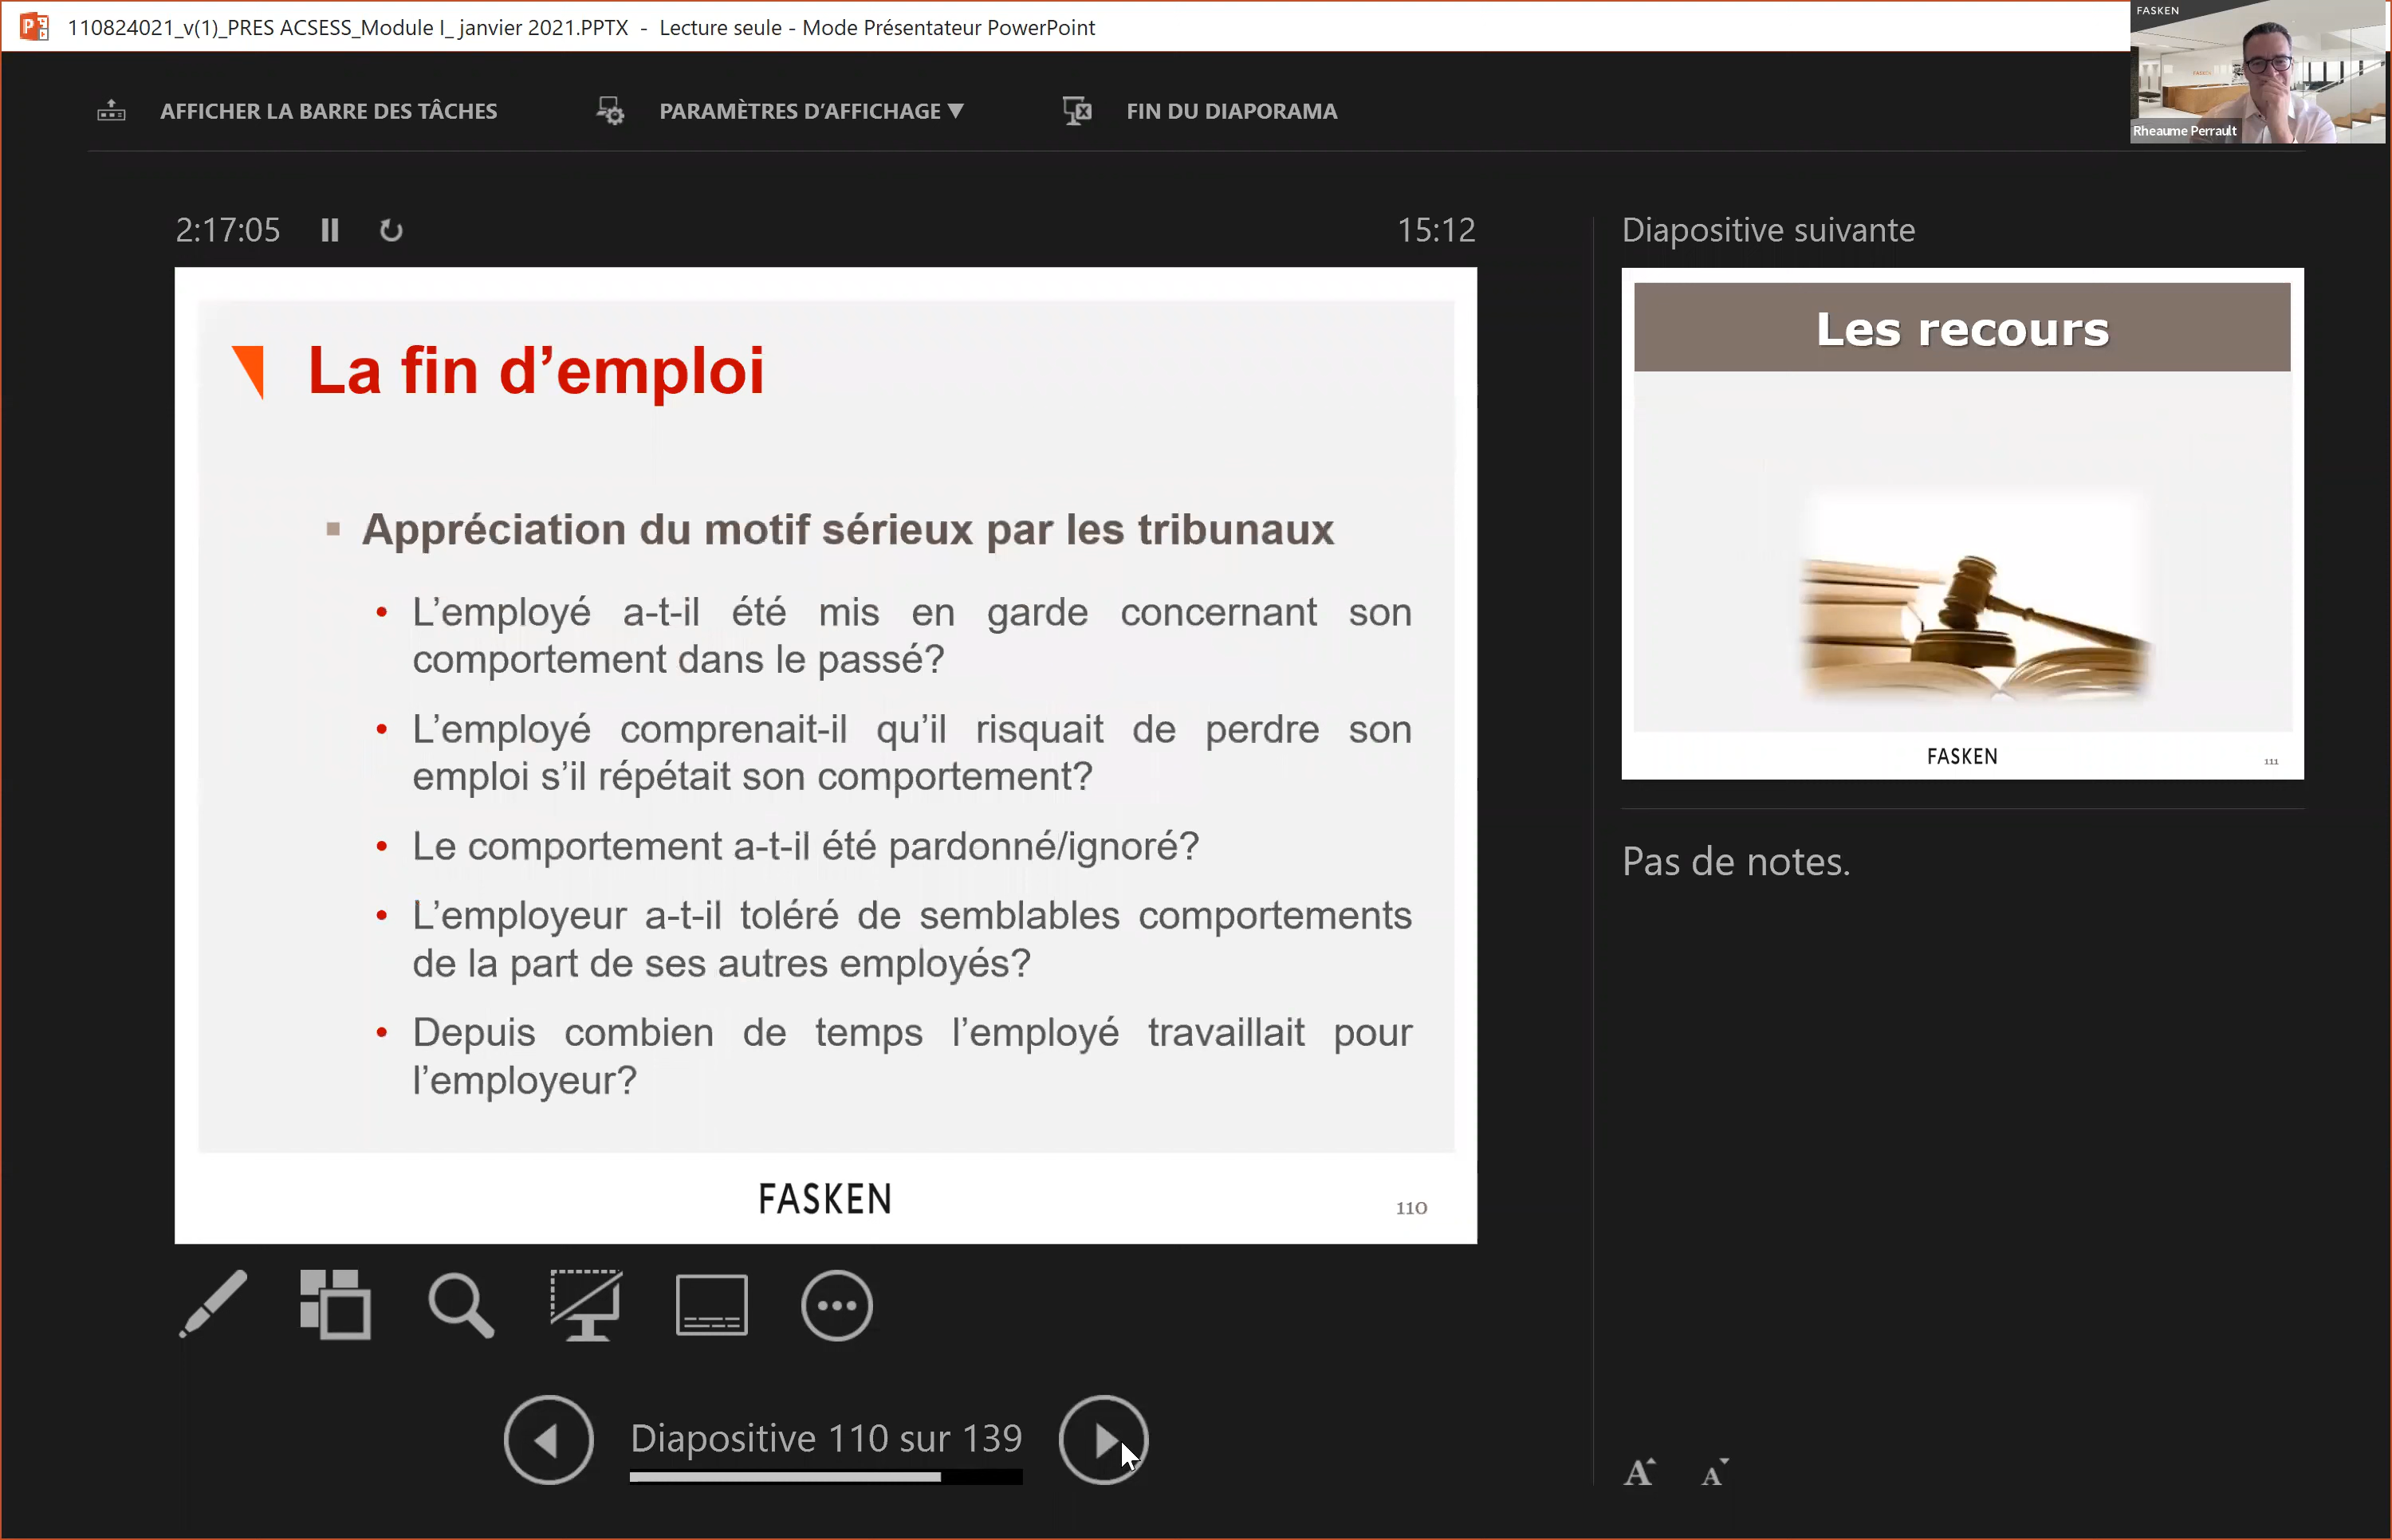 110824021_v(1)_PRES ACSESS_Module I_ janvier 2021.PPTX - Lecture seule - Mode Présentateur PowerPoint
FASKEN
Rheaume Perrault
AFFICHER LA BARRE DES TÂCHES
PARAMÈTRES D'AFFICHAGE ▼
FIN DU DIAPORAMA
2:17:05
15:12
La fin d’emploi
Appréciation du motif sérieux par les tribunaux
L’employé a-t-il été mis en garde concernant son
comportement dans le passé?
L’employé comprenait-il qu’il risquait de perdre son
emploi s’il répétait son comportement?
Le comportement a-t-il été pardonné/ignoré?
L’employeur a-t-il toléré de semblables comportements
de la part de ses autres employés?
Depuis combien de temps l’employé travaillait pour
l’employeur?
FASKEN
110
Diapositive suivante
Les recours
FASKEN
111
Pas de notes.
Diapositive 110 sur 139
A A